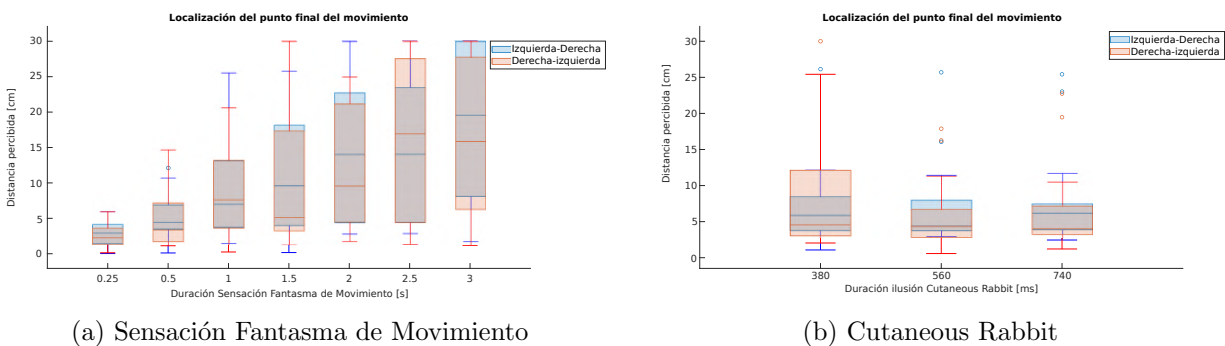 Localización del punto final del movimiento
30
25
20
15
10
5
0
Distancia percibida [cm]
0.25 0.5 1 1.5 2 2.5 3
Duración Sensación Fantasma de Movimiento [s]
Izquierda-Derecha
Derecha-izquierda
(a) Sensación Fantasma de Movimiento
Localización del punto final del movimiento
30
25
20
15
10
5
0
Distancia percibida [cm]
380 560 740
Duración ilusión Cutaneous Rabbit [ms]
Izquierda-Derecha
Derecha-izquierda
(b) Cutaneous Rabbit